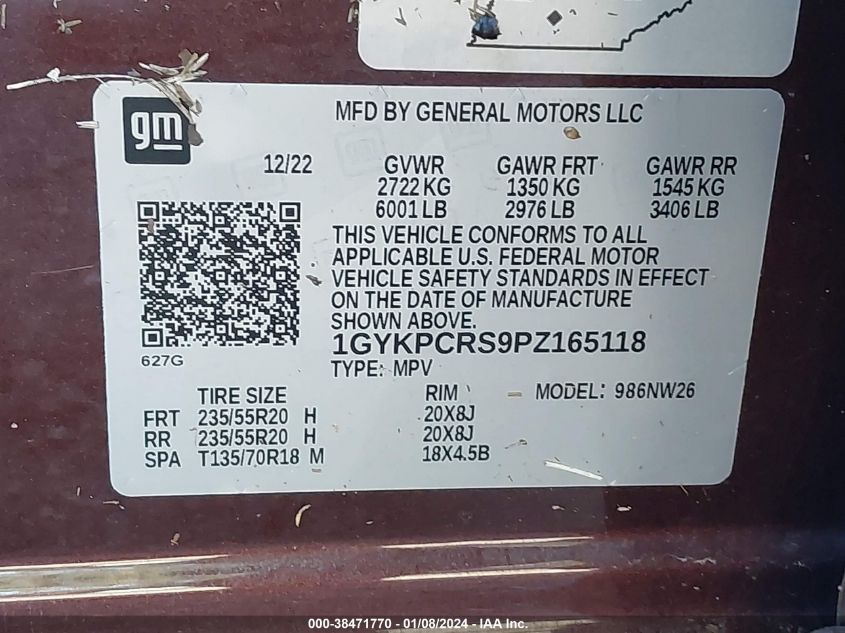 gm
MFD BY GENERAL MOTORS LLC
12/22 GVWR GAWR FRT GAWR RR
2722 KG 1350 KG 1545 KG
6001 LB 2976 LB 3406 LB
THIS VEHICLE CONFORMS TO ALL
APPLICABLE U.S. FEDERAL MOTOR
VEHICLE SAFETY STANDARDS IN EFFECT
ON THE DATE OF MANUFACTURE
SHOWN ABOVE.
1GYKPCRS9PZ165118
627G
TYPE: MPV
TIRE SIZE RIM MODEL: 986NW26
FRT 235/55R20 H 20X8J
RR 235/55R20 H 20X8J
SPA T135/70R18 M 18X4.5B
000-38471770 - 01/08/2024 - IAA Inc.